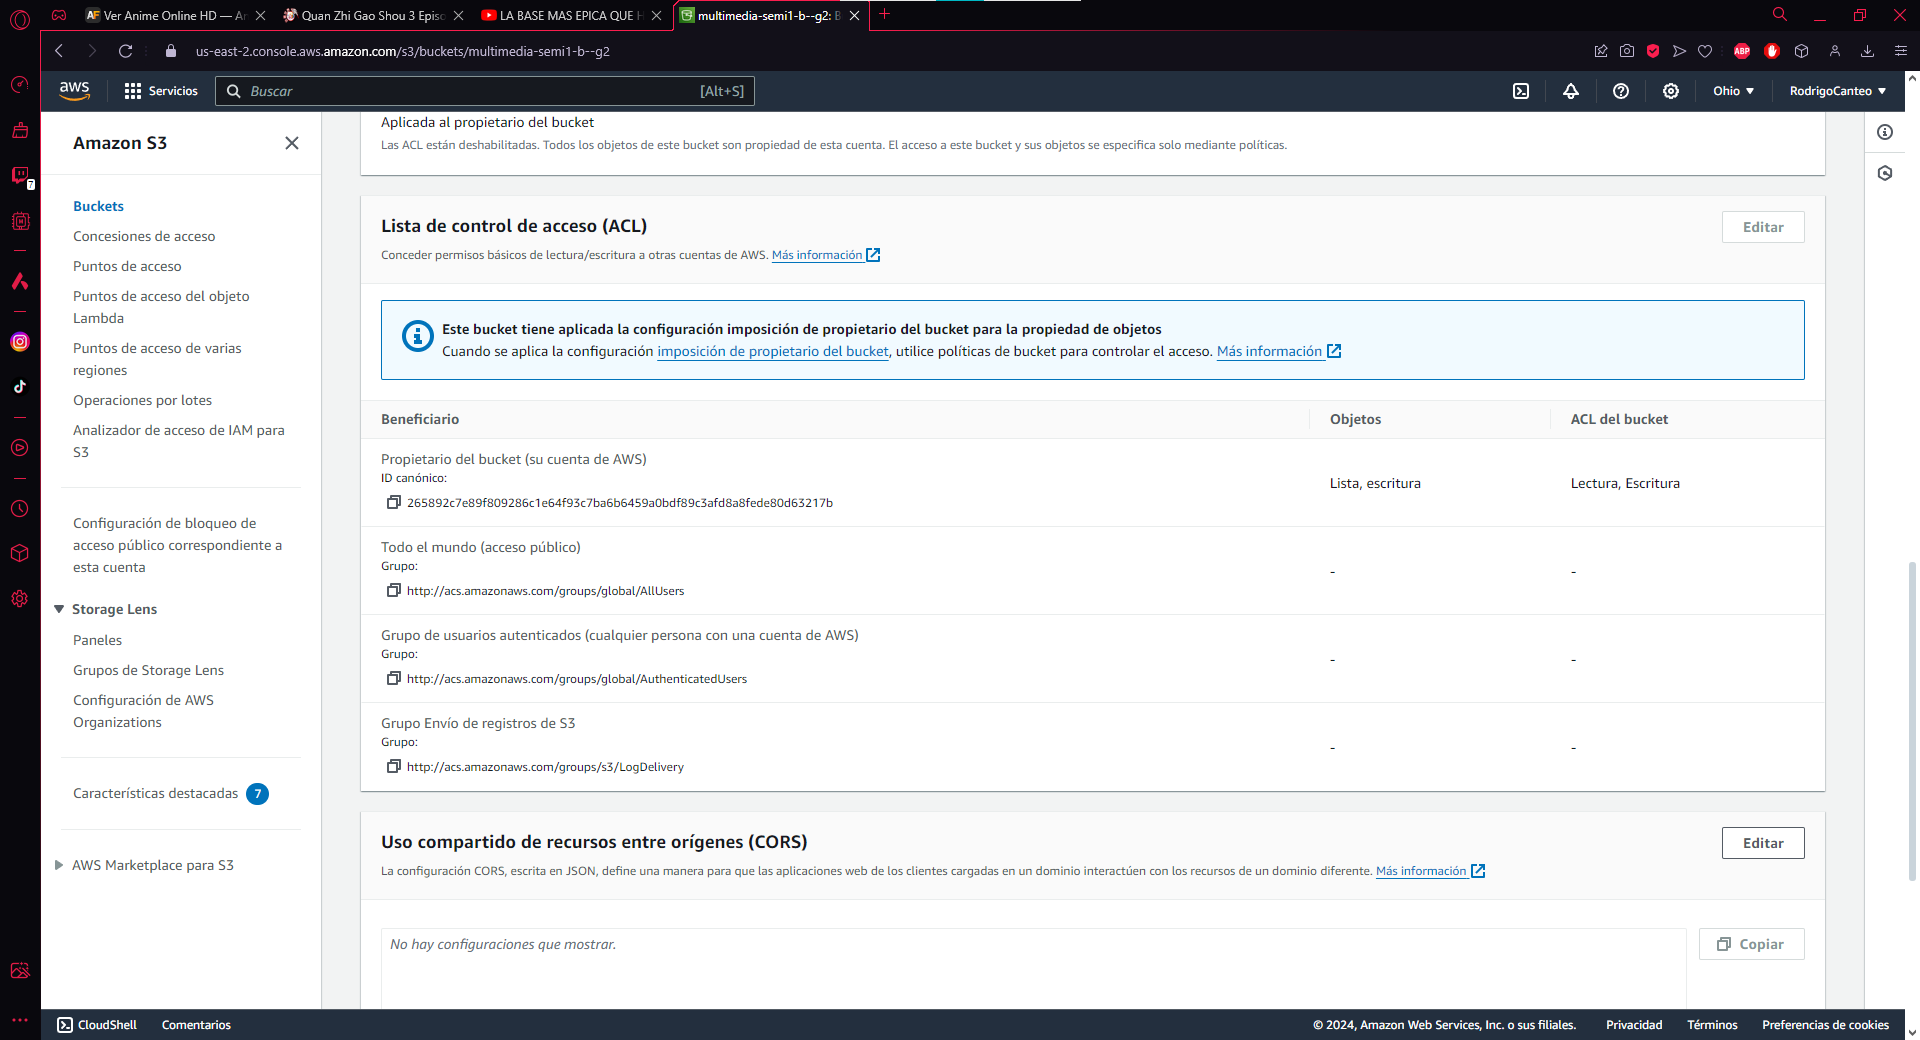 Ver Anime Online HD — An
Quan Zhi Gao Shou 3 Episo
LA BASE MAS EPICA QUE H
multimedia-semi1-b--g2: B
us-east-2.console.aws.amazon.com/s3/buckets/multimedia-semi1-b--g2
ABP
aws
Servicios
Buscar
[Alt+S]
Ohio
RodrigoCanteo
7
Amazon S3
Buckets
Concesiones de acceso
Puntos de acceso
Puntos de acceso del objeto
Lambda
Puntos de acceso de varias
regiones
Operaciones por lotes
Analizador de acceso de IAM para
S3
Configuración de bloqueo de
acceso público correspondiente a
esta cuenta
Storage Lens
Paneles
Grupos de Storage Lens
Configuración de AWS
Organizations
Características destacadas 7
AWS Marketplace para S3
Aplicada al propietario del bucket
Las ACL están deshabilitadas. Todos los objetos de este bucket son propiedad de esta cuenta. El acceso a este bucket y sus objetos se especifica solo mediante políticas.
Lista de control de acceso (ACL)
Editar
Conceder permisos básicos de lectura/escritura a otras cuentas de AWS. Más información
Este bucket tiene aplicada la configuración imposición de propietario del bucket para la propiedad de objetos
Cuando se aplica la configuración imposición de propietario del bucket, utilice políticas de bucket para controlar el acceso. Más información
Beneficiario
Objetos
ACL del bucket
Propietario del bucket (su cuenta de AWS)
ID canónico:
265892c7e89f809286c1e64f93c7ba6b6459a0bdf89c3afd8a8fede80d63217b
Lista, escritura
Lectura, Escritura
Todo el mundo (acceso público)
Grupo:
http://acs.amazonaws.com/groups/global/AllUsers
-
-
Grupo de usuarios autenticados (cualquier persona con una cuenta de AWS)
Grupo:
http://acs.amazonaws.com/groups/global/AuthenticatedUsers
-
-
Grupo Envío de registros de S3
Grupo:
http://acs.amazonaws.com/groups/s3/LogDelivery
-
-
Uso compartido de recursos entre orígenes (CORS)
Editar
La configuración CORS, escrita en JSON, define una manera para que las aplicaciones web de los clientes cargadas en un dominio interactúen con los recursos de un dominio diferente. Más información
No hay configuraciones que mostrar.
Copiar
CloudShell
Comentarios
© 2024, Amazon Web Services, Inc. o sus filiales.
Privacidad
Términos
Preferencias de cookies